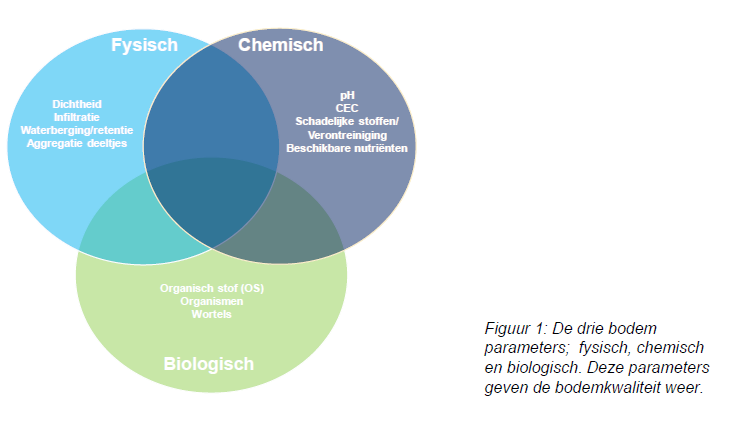 Fysisch
Chemisch
Dichtheid
Infiltratie
Waterberging/retentie
Aggregatie deeltjes
pH
CEC
Schadelijke stoffen/
Verontreiniging
Beschikbare nutriënten
Organisch stof (OS)
Organismen
Wortels
Biologisch
Figuur 1: De drie bodem
parameters; fysisch, chemisch
en biologisch. Deze parameters
geven de bodemkwaliteit weer.